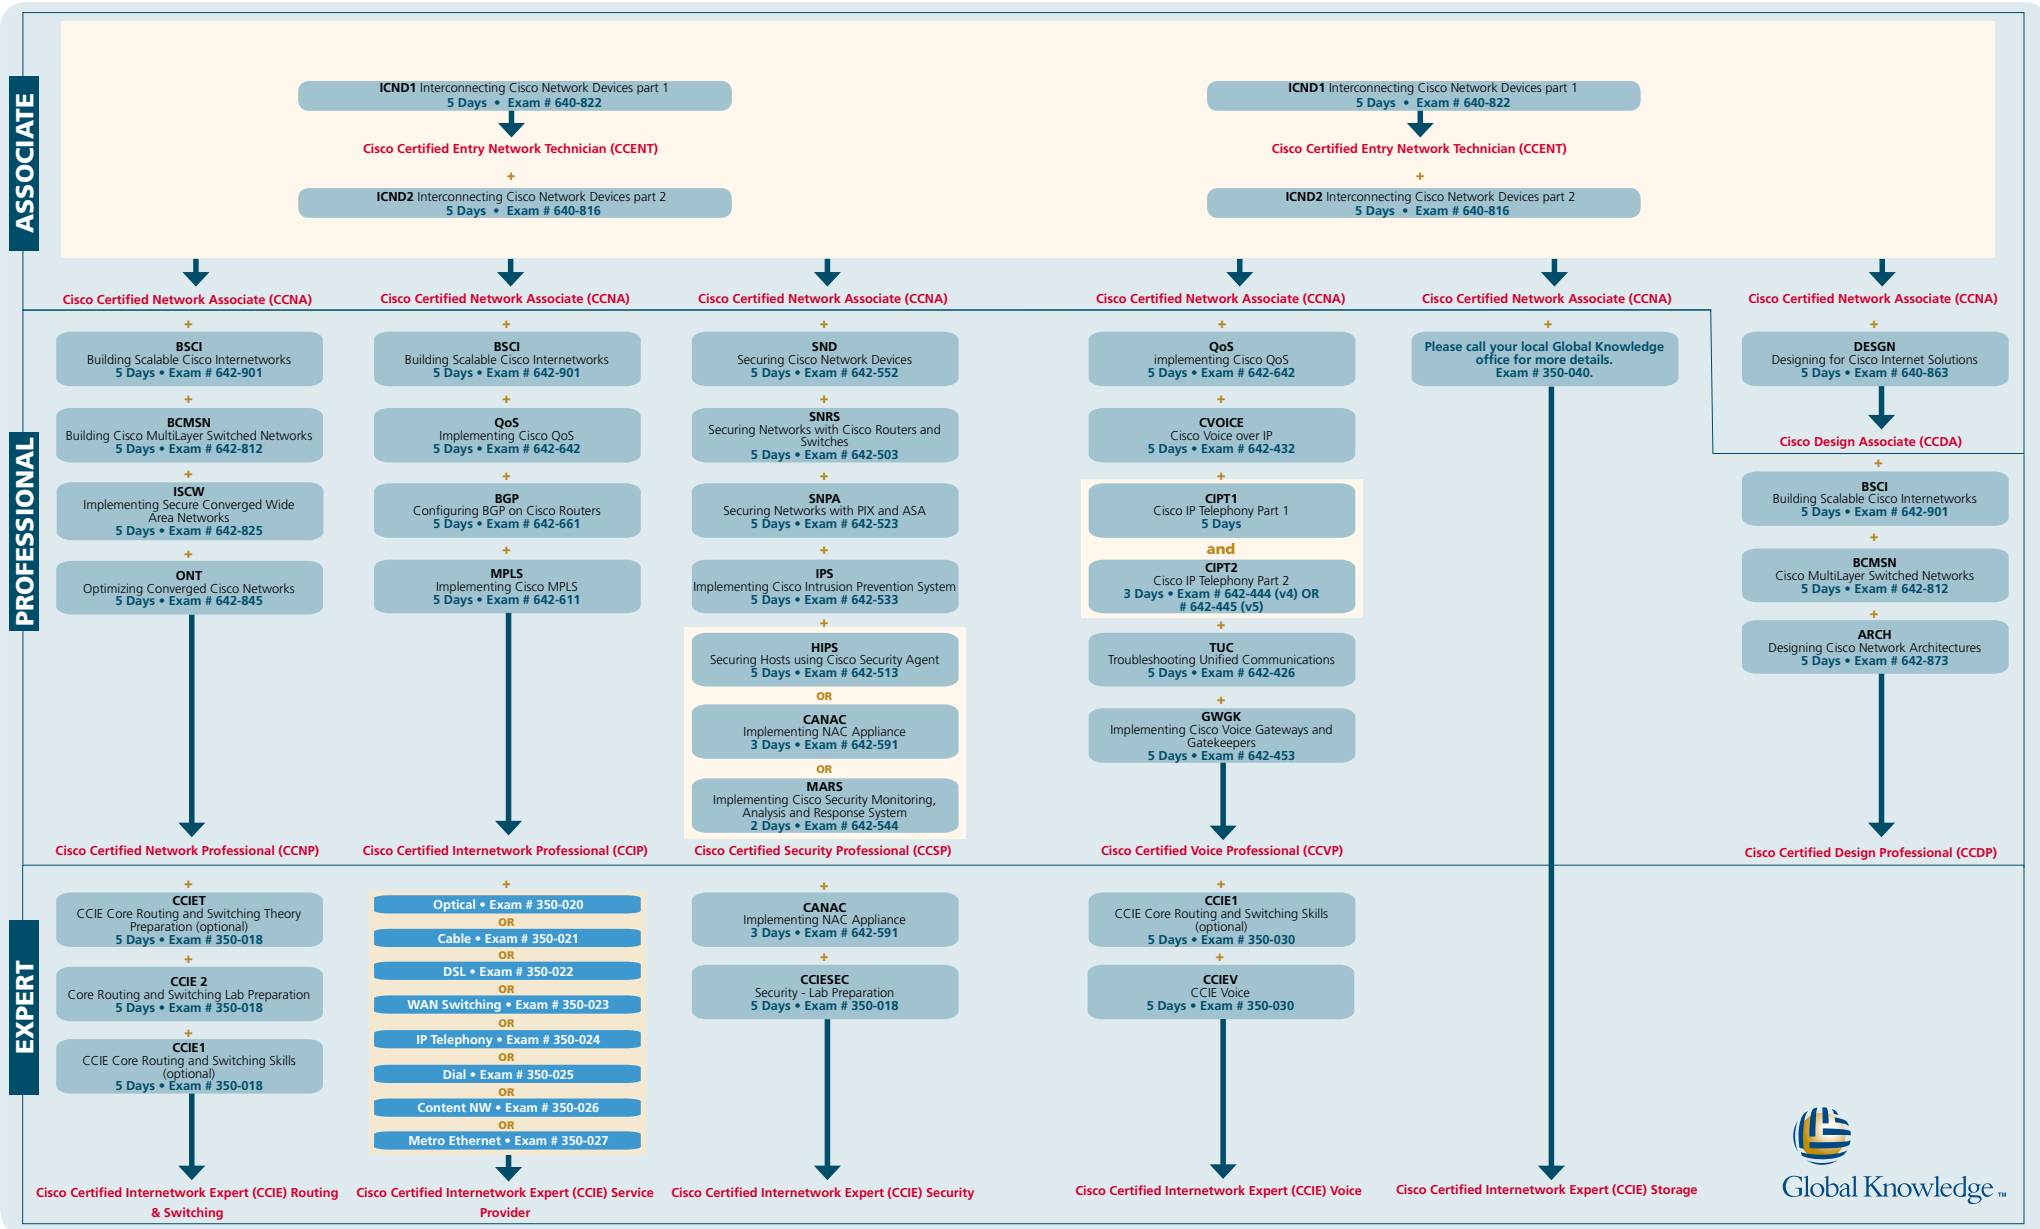 ASSOCIATE
ICND1 Interconnecting Cisco Network Devices part 1
5 Days • Exam # 640-822
Cisco Certified Entry Network Technician (CCENT)
+
ICND2 Interconnecting Cisco Network Devices part 2
5 Days • Exam # 640-816
ICND1 Interconnecting Cisco Network Devices part 1
5 Days • Exam # 640-822
Cisco Certified Entry Network Technician (CCENT)
+
ICND2 Interconnecting Cisco Network Devices part 2
5 Days • Exam # 640-816
Cisco Certified Network Associate (CCNA)
Cisco Certified Network Associate (CCNA)
Cisco Certified Network Associate (CCNA)
Cisco Certified Network Associate (CCNA)
Cisco Certified Network Associate (CCNA)
Cisco Certified Network Associate (CCNA)
PROFESSIONAL
+
BSCI
Building Scalable Cisco Internetworks
5 Days • Exam # 642-901
+
BCMSN
Building Cisco MultiLayer Switched Networks
5 Days • Exam # 642-812
+
ISCW
Implementing Secure Converged Wide
Area Networks
5 Days • Exam # 642-825
+
ONT
Optimizing Converged Cisco Networks
5 Days • Exam # 642-845
Cisco Certified Network Professional (CCNP)
+
BSCI
Building Scalable Cisco Internetworks
5 Days • Exam # 642-901
+
QoS
Implementing Cisco QoS
5 Days • Exam # 642-642
+
BGP
Configuring BGP on Cisco Routers
5 Days • Exam # 642-661
+
MPLS
Implementing Cisco MPLS
5 Days • Exam # 642-611
Cisco Certified Internetwork Professional (CCIP)
+
SND
Securing Cisco Network Devices
5 Days • Exam # 642-552
+
SNRS
Securing Networks with Cisco Routers and
Switches
5 Days • Exam # 642-503
+
SNPA
Securing Networks with PIX and ASA
5 Days • Exam # 642-523
+
IPS
Implementing Cisco Intrusion Prevention System
5 Days • Exam # 642-533
+
HIPS
Securing Hosts using Cisco Security Agent
5 Days • Exam # 642-513
OR
CANAC
Implementing NAC Appliance
3 Days • Exam # 642-591
OR
MARS
Implementing Cisco Security Monitoring,
Analysis and Response System
2 Days • Exam # 642-544
Cisco Certified Security Professional (CCSP)
+
QoS
implementing Cisco QoS
5 Days • Exam # 642-642
+
CVOICE
Cisco Voice over IP
5 Days • Exam # 642-432
+
CIPT1
Cisco IP Telephony Part 1
5 Days
and
CIPT2
Cisco IP Telephony Part 2
3 Days • Exam # 642-444 (v4) OR
# 642-445 (v5)
+
TUC
Troubleshooting Unified Communications
5 Days • Exam # 642-426
+
GWGK
Implementing Cisco Voice Gateways and
Gatekeepers
5 Days • Exam # 642-453
Cisco Certified Voice Professional (CCVP)
+
Please call your local Global Knowledge
office for more details.
Exam # 350-040.
+
DESGN
Designing for Cisco Internet Solutions
5 Days • Exam # 640-863
Cisco Design Associate (CCDA)
+
BSCI
Building Scalable Cisco Internetworks
5 Days • Exam # 642-901
+
BCMSN
Cisco MultiLayer Switched Networks
5 Days • Exam # 642-812
+
ARCH
Designing Cisco Network Architectures
5 Days • Exam # 642-873
Cisco Certified Design Professional (CCDP)
EXPERT
+
CCIET
CCIE Core Routing and Switching Theory
Preparation (optional)
5 Days • Exam # 350-018
+
CCIE 2
Core Routing and Switching Lab Preparation
5 Days • Exam # 350-018
+
CCIE1
CCIE Core Routing and Switching Skills
(optional)
5 Days • Exam # 350-018
Cisco Certified Internetwork Expert (CCIE) Routing
& Switching
+
Optical • Exam # 350-020
OR
Cable • Exam # 350-021
OR
DSL • Exam # 350-022
OR
WAN Switching • Exam # 350-023
OR
IP Telephony • Exam # 350-024
OR
Dial • Exam # 350-025
OR
Content NW • Exam # 350-026
OR
Metro Ethernet • Exam # 350-027
Cisco Certified Internetwork Expert (CCIE) Service
Provider
+
CANAC
Implementing NAC Appliance
3 Days • Exam # 642-591
+
CCIESEC
Security - Lab Preparation
5 Days • Exam # 350-018
Cisco Certified Internetwork Expert (CCIE) Security
+
CCIE1
CCIE Core Routing and Switching Skills
(optional)
5 Days • Exam # 350-030
+
CCIEV
CCIE Voice
5 Days • Exam # 350-030
Cisco Certified Internetwork Expert (CCIE) Voice
Cisco Certified Internetwork Expert (CCIE) Storage
Global Knowledge ™